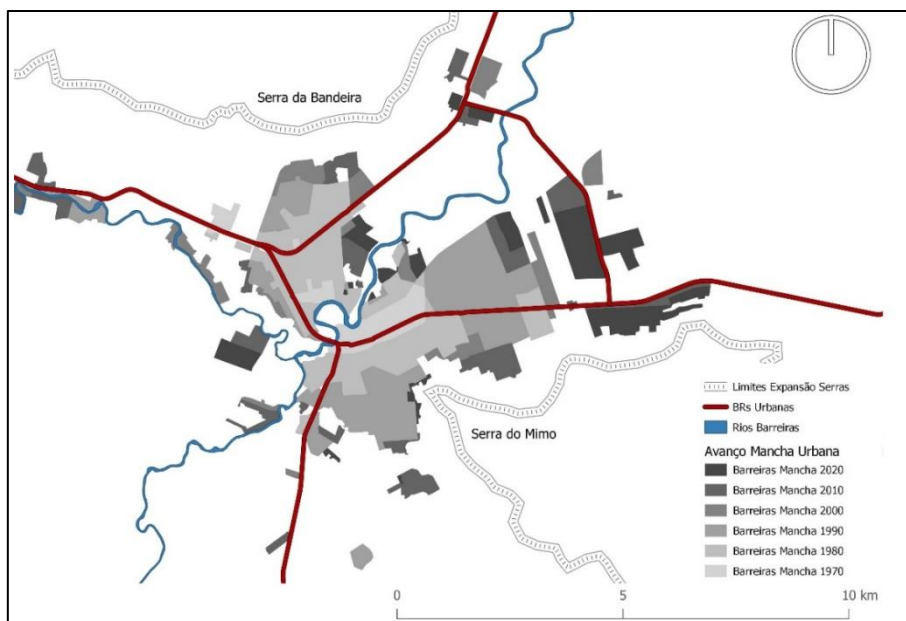 Serra da Bandeira
Serra do Mimo
Limites Expansão Serras
BRs Urbanas
Rios Barreiras
Avanço Mancha Urbana
Barreiras Mancha 2020
Barreiras Mancha 2010
Barreiras Mancha 2000
Barreiras Mancha 1990
Barreiras Mancha 1980
Barreiras Mancha 1970
0 5 10 km